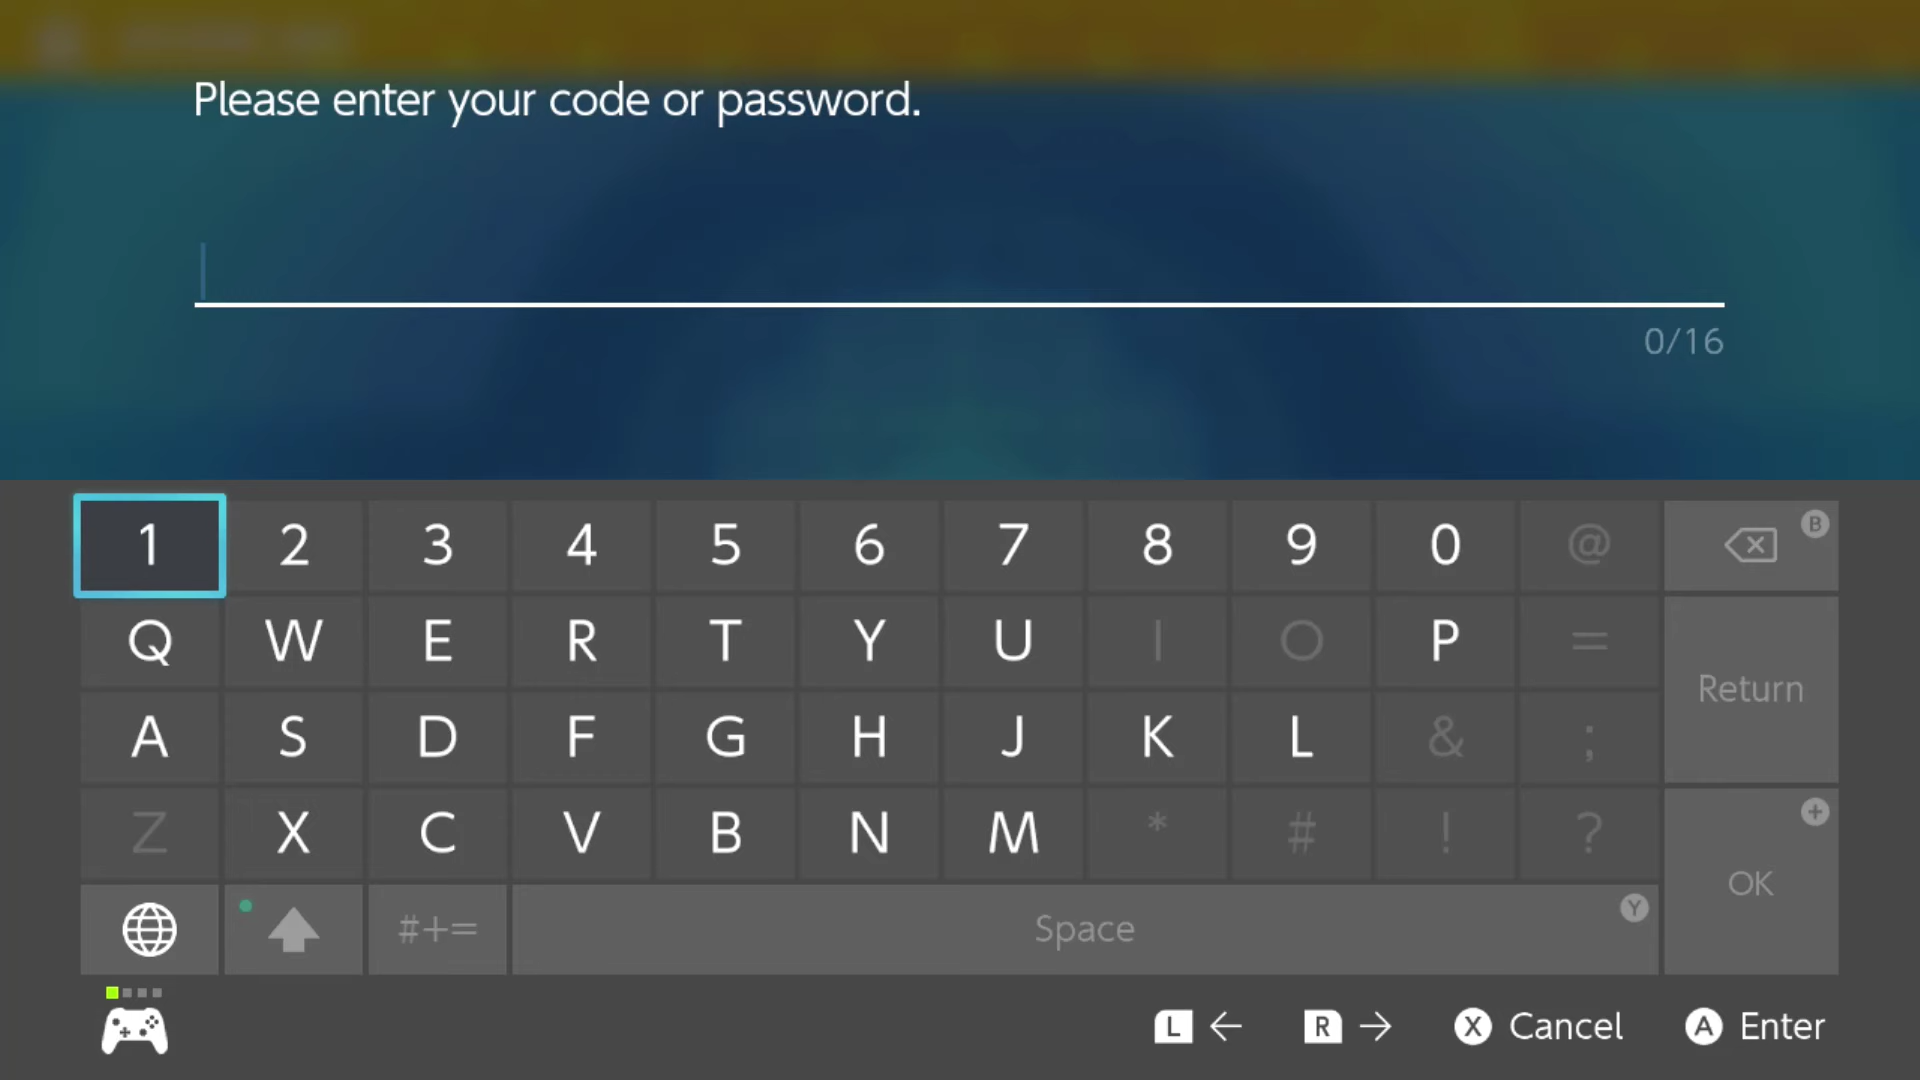 Please enter your code or password.
0/16
1 2 3 4 5 6 7 8 9 0 @ B
Q W E R T Y U I O P = Return
A S D F G H J K L & ;
Z X C V B N M * # ! ? + OK
#+= Space Y
L ← R → X Cancel A Enter